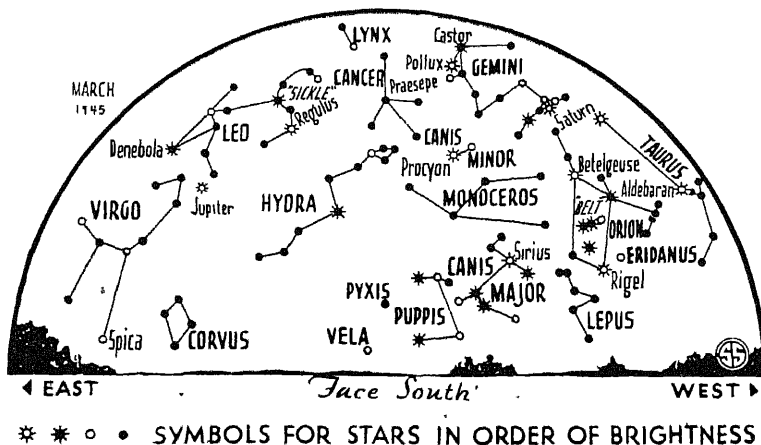 LYNX
Castor
Pollux
GEMINI
CANCER
Praesepe
MARCH
1945
"SICKLE"
Regulus
Saturn
LEO
Denebola
CANIS
MINOR
Procyon
TAURUS
Betelgeuse
Aldebaran
Jupiter
HYDRA
MONOCEROS
VIRGO
"BELT"
ORION
ERIDANUS
Sirius
CANIS
MAJOR
Rigel
PYXIS
PUPPIS
LEPUS
Spica
CORVUS
VELA
EAST
Face South
WEST
SYMBOLS FOR STARS IN ORDER OF BRIGHTNESS